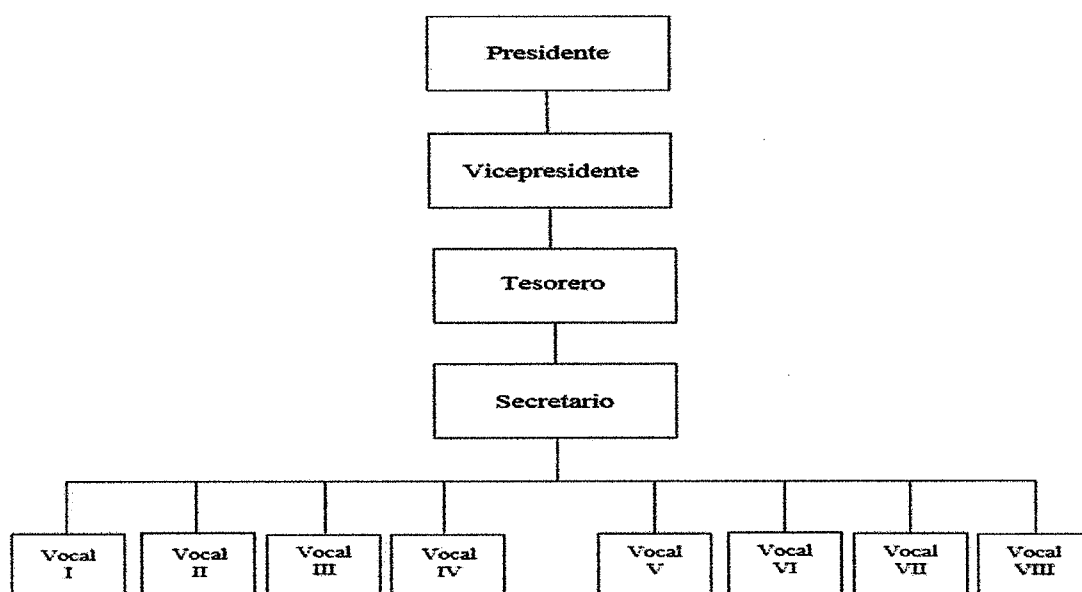 Presidente
Vicepresidente
Tesorero
Secretario
Vocal
I
Vocal
II
Vocal
III
Vocal
IV
Vocal
V
Vocal
VI
Vocal
VII
Vocal
VIII